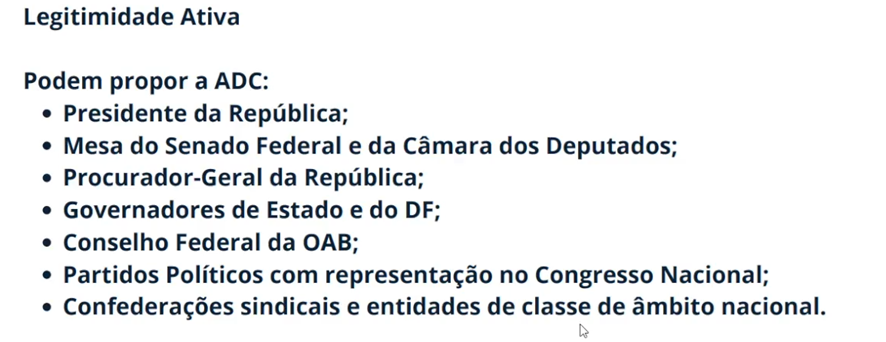 Legitimidade Ativa
Podem propor a ADC:
• Presidente da República;
• Mesa do Senado Federal e da Câmara dos Deputados;
• Procurador-Geral da República;
• Governadores de Estado e do DF;
• Conselho Federal da OAB;
• Partidos Políticos com representação no Congresso Nacional;
• Confederações sindicais e entidades de classe de âmbito nacional.